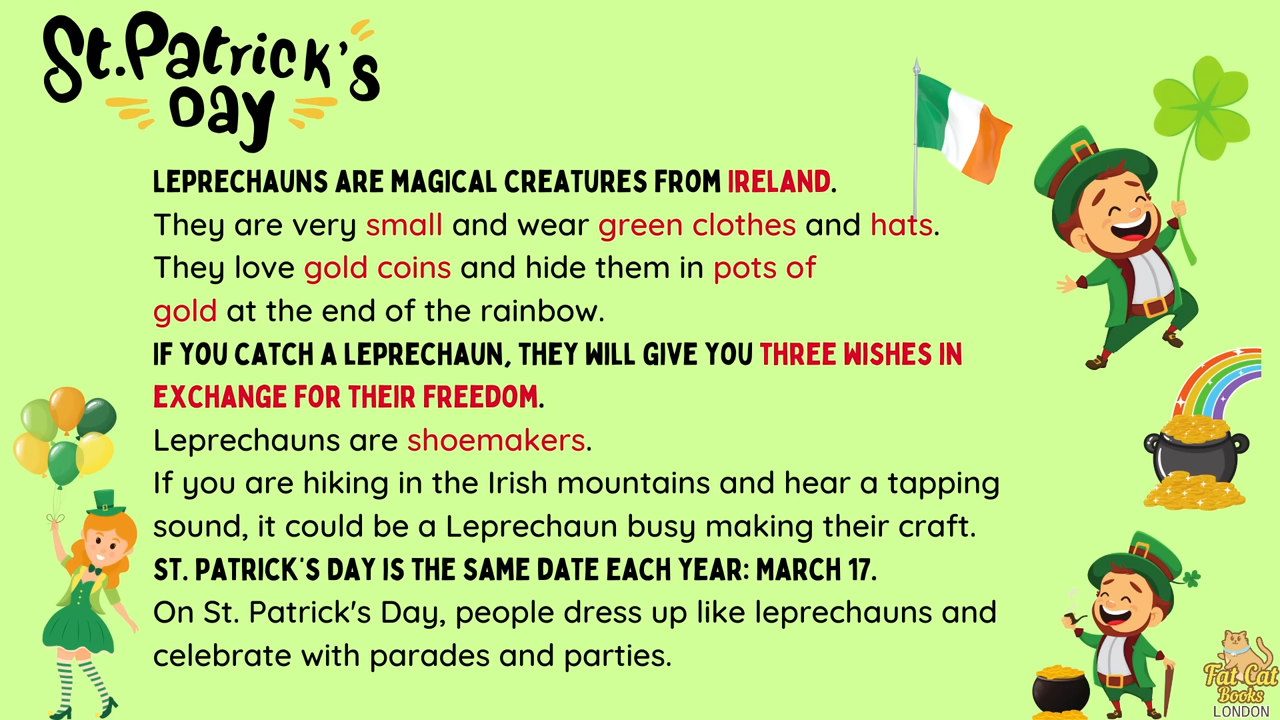 St. Patrick's
Day
LEPRECHAUNS ARE MAGICAL CREATURES FROM IRELAND.
They are very small and wear green clothes and hats.
They love gold coins and hide them in pots of
gold at the end of the rainbow.
IF YOU CATCH A LEPRECHAUN, THEY WILL GIVE YOU THREE WISHES IN
EXCHANGE FOR THEIR FREEDOM.
Leprechauns are shoemakers.
If you are hiking in the Irish mountains and hear a tapping
sound, it could be a Leprechaun busy making their craft.
ST. PATRICK'S DAY IS THE SAME DATE EACH YEAR: MARCH 17.
On St. Patrick's Day, people dress up like leprechauns and
celebrate with parades and parties.
Fat Cat
Books
LONDON